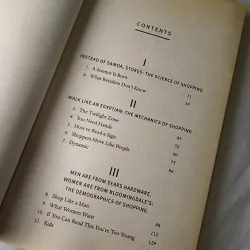 CONTENTS
I
INSTEAD OF SAMOA, STORES: THE SCIENCE OF SHOPPING
1. A Science Is Born
2. What Retailers Don't Know
II
WALK LIKE AN EGYPTIAN: THE MECHANICS OF SHOPPING
3. The Twilight Zone
4. You Need Hands
5. How to Read a Sign
6. Shoppers Move Like People
7. Dynamic
III
MEN ARE FROM SEARS HARDWARE,
WOMEN ARE FROM BLOOMINGDALE'S:
THE DEMOGRAPHICS OF SHOPPING
8. Shop Like a Man
9. What Women Want
10. If You Can Read This You're Too Young
11. Kids